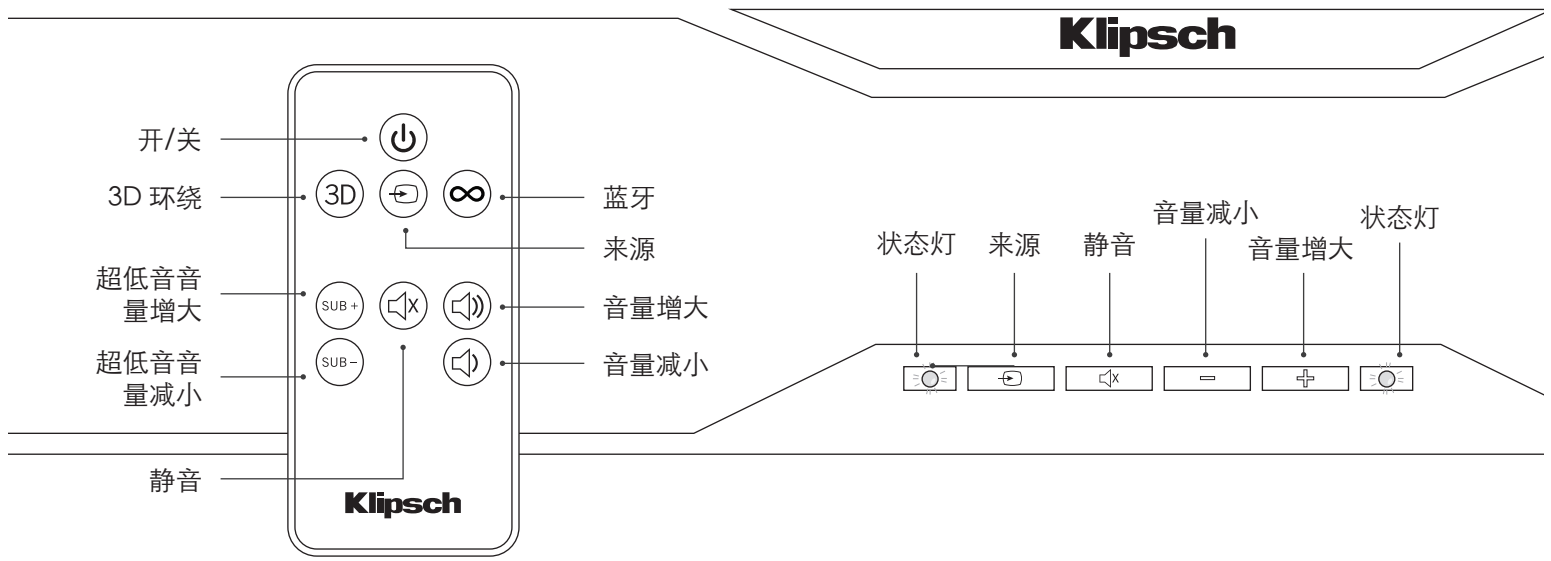 Klipsch
开/关
3D 环绕
3D
蓝牙
来源
超低音音
量增大
SUB +
音量增大
超低音音
量减小
SUB –
音量减小
静音
Klipsch
状态灯
来源
静音
音量减小
音量增大
状态灯